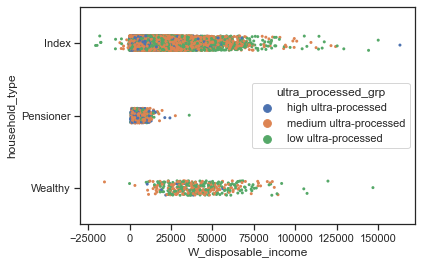 household_type
Index
Pensioner
Wealthy
ultra_processed_grp
high ultra-processed
medium ultra-processed
low ultra-processed
−25000 0 25000 50000 75000 100000 125000 150000
W_disposable_income